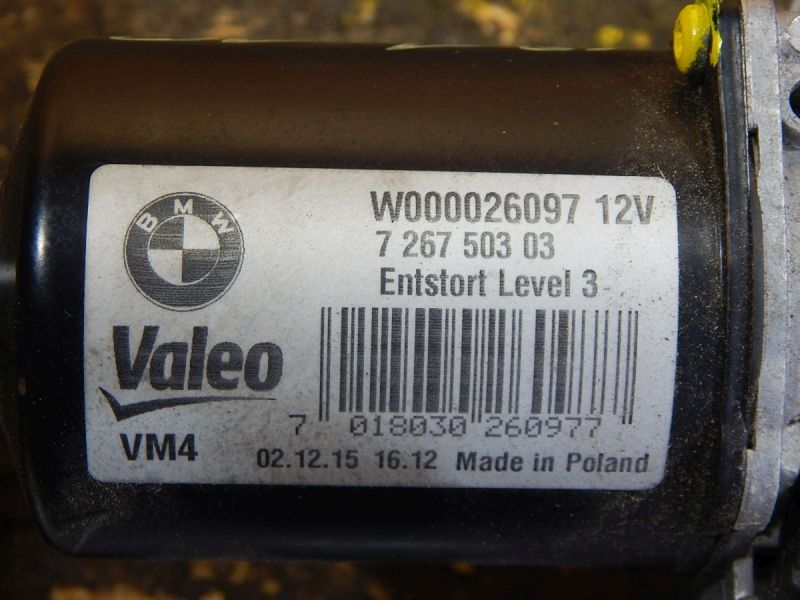 BMW
W000026097 12V
7 267 503 03
Entstort Level 3
Valeo
7 018030 260977
VM4
02.12.15 16.12 Made in Poland